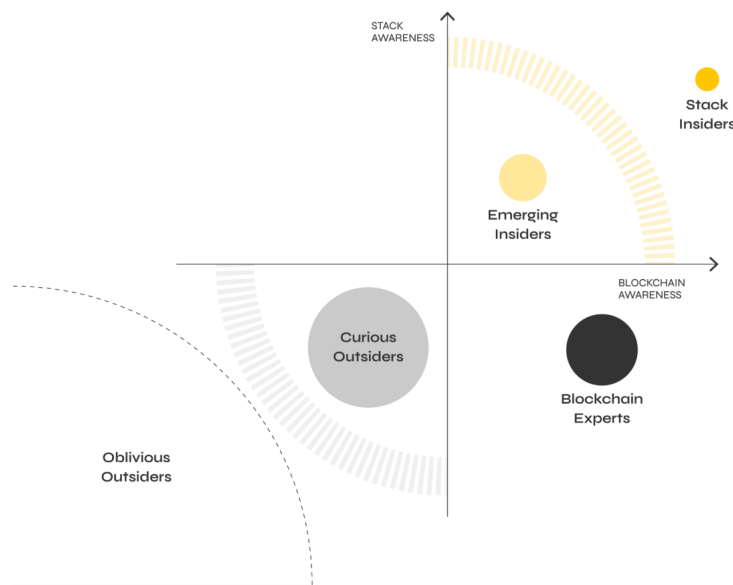 STACK
AWARENESS
Stack
Insiders
Emerging
Insiders
BLOCKCHAIN
AWARENESS
Curious
Outsiders
Blockchain
Experts
Oblivious
Outsiders